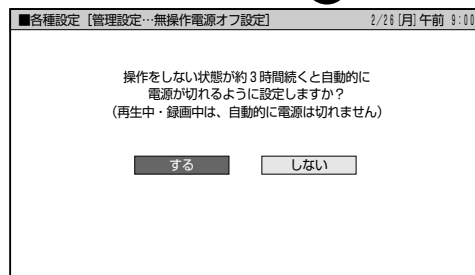 ■各種設定［管理設定…無操作電源オフ設定］ 2/26［月］午前 9:00
操作をしない状態が約3時間続くと自動的に
電源が切れるように設定しますか？
（再生中・録画中は、自動的に電源は切れません）
する しない